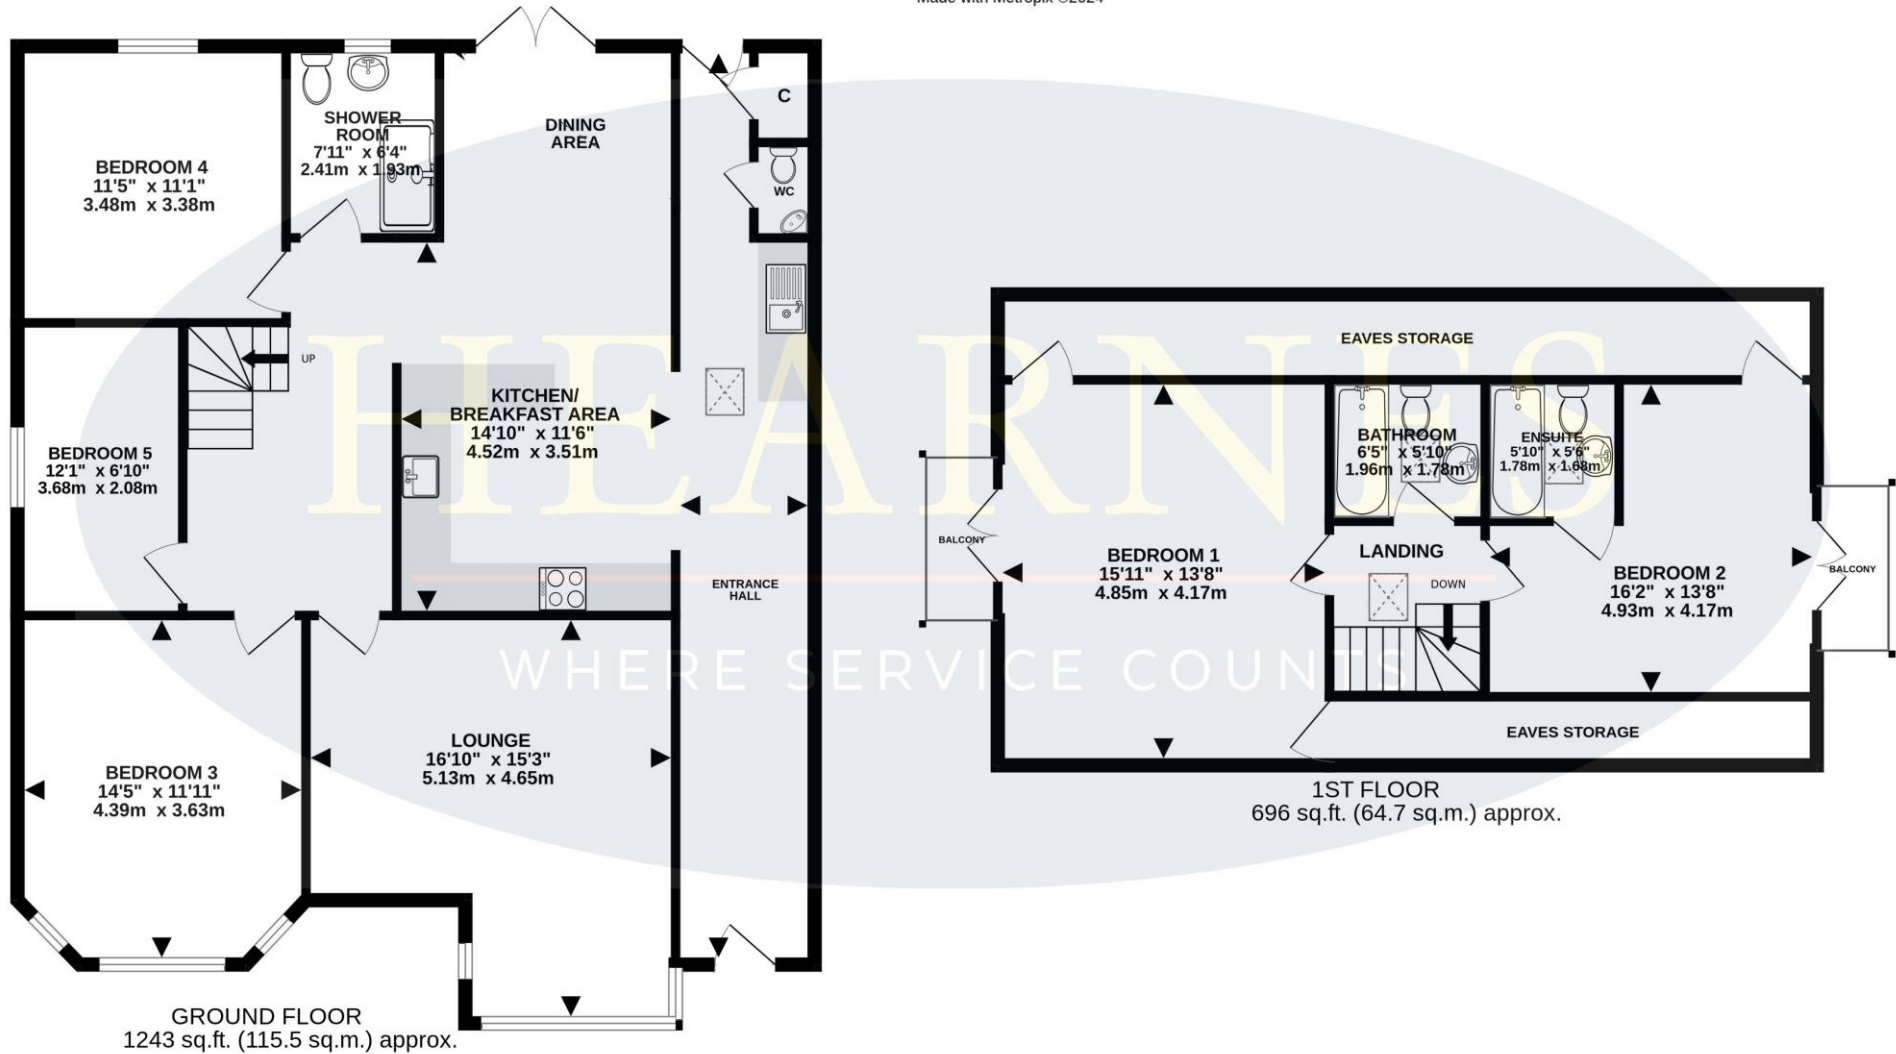 Made with Metropix ©2024
BEDROOM 4
11'5" x 11'1"
3.48m x 3.38m
SHOWER
ROOM
7'11" x 6'4"
2.41m x 1.93m
DINING
AREA
C
WC
UP
KITCHEN/
BREAKFAST AREA
14'10" x 11'6"
4.52m x 3.51m
BEDROOM 5
12'1" x 6'10"
3.68m x 2.08m
ENTRANCE
HALL
LOUNGE
16'10" x 15'3"
5.13m x 4.65m
BEDROOM 3
14'5" x 11'11"
4.39m x 3.63m
GROUND FLOOR
1243 sq.ft. (115.5 sq.m.) approx.
EAVES STORAGE
BATHROOM
6'5" x 5'10"
1.96m x 1.78m
ENSUITE
5'10" x 5'6"
1.78m x 1.68m
BALCONY
BEDROOM 1
15'11" x 13'8"
4.85m x 4.17m
LANDING
DOWN
BEDROOM 2
16'2" x 13'8"
4.93m x 4.17m
BALCONY
EAVES STORAGE
1ST FLOOR
696 sq.ft. (64.7 sq.m.) approx.
HEARNES
WHERE SERVICE COUNTS